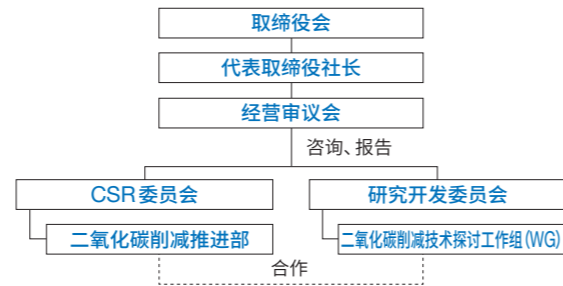 取缔役会
代表取缔役社长
经营审议会
咨询、报告
CSR委员会
研究开发委员会
二氧化碳削减推进部
二氧化碳削减技术探讨工作组(WG)
合作